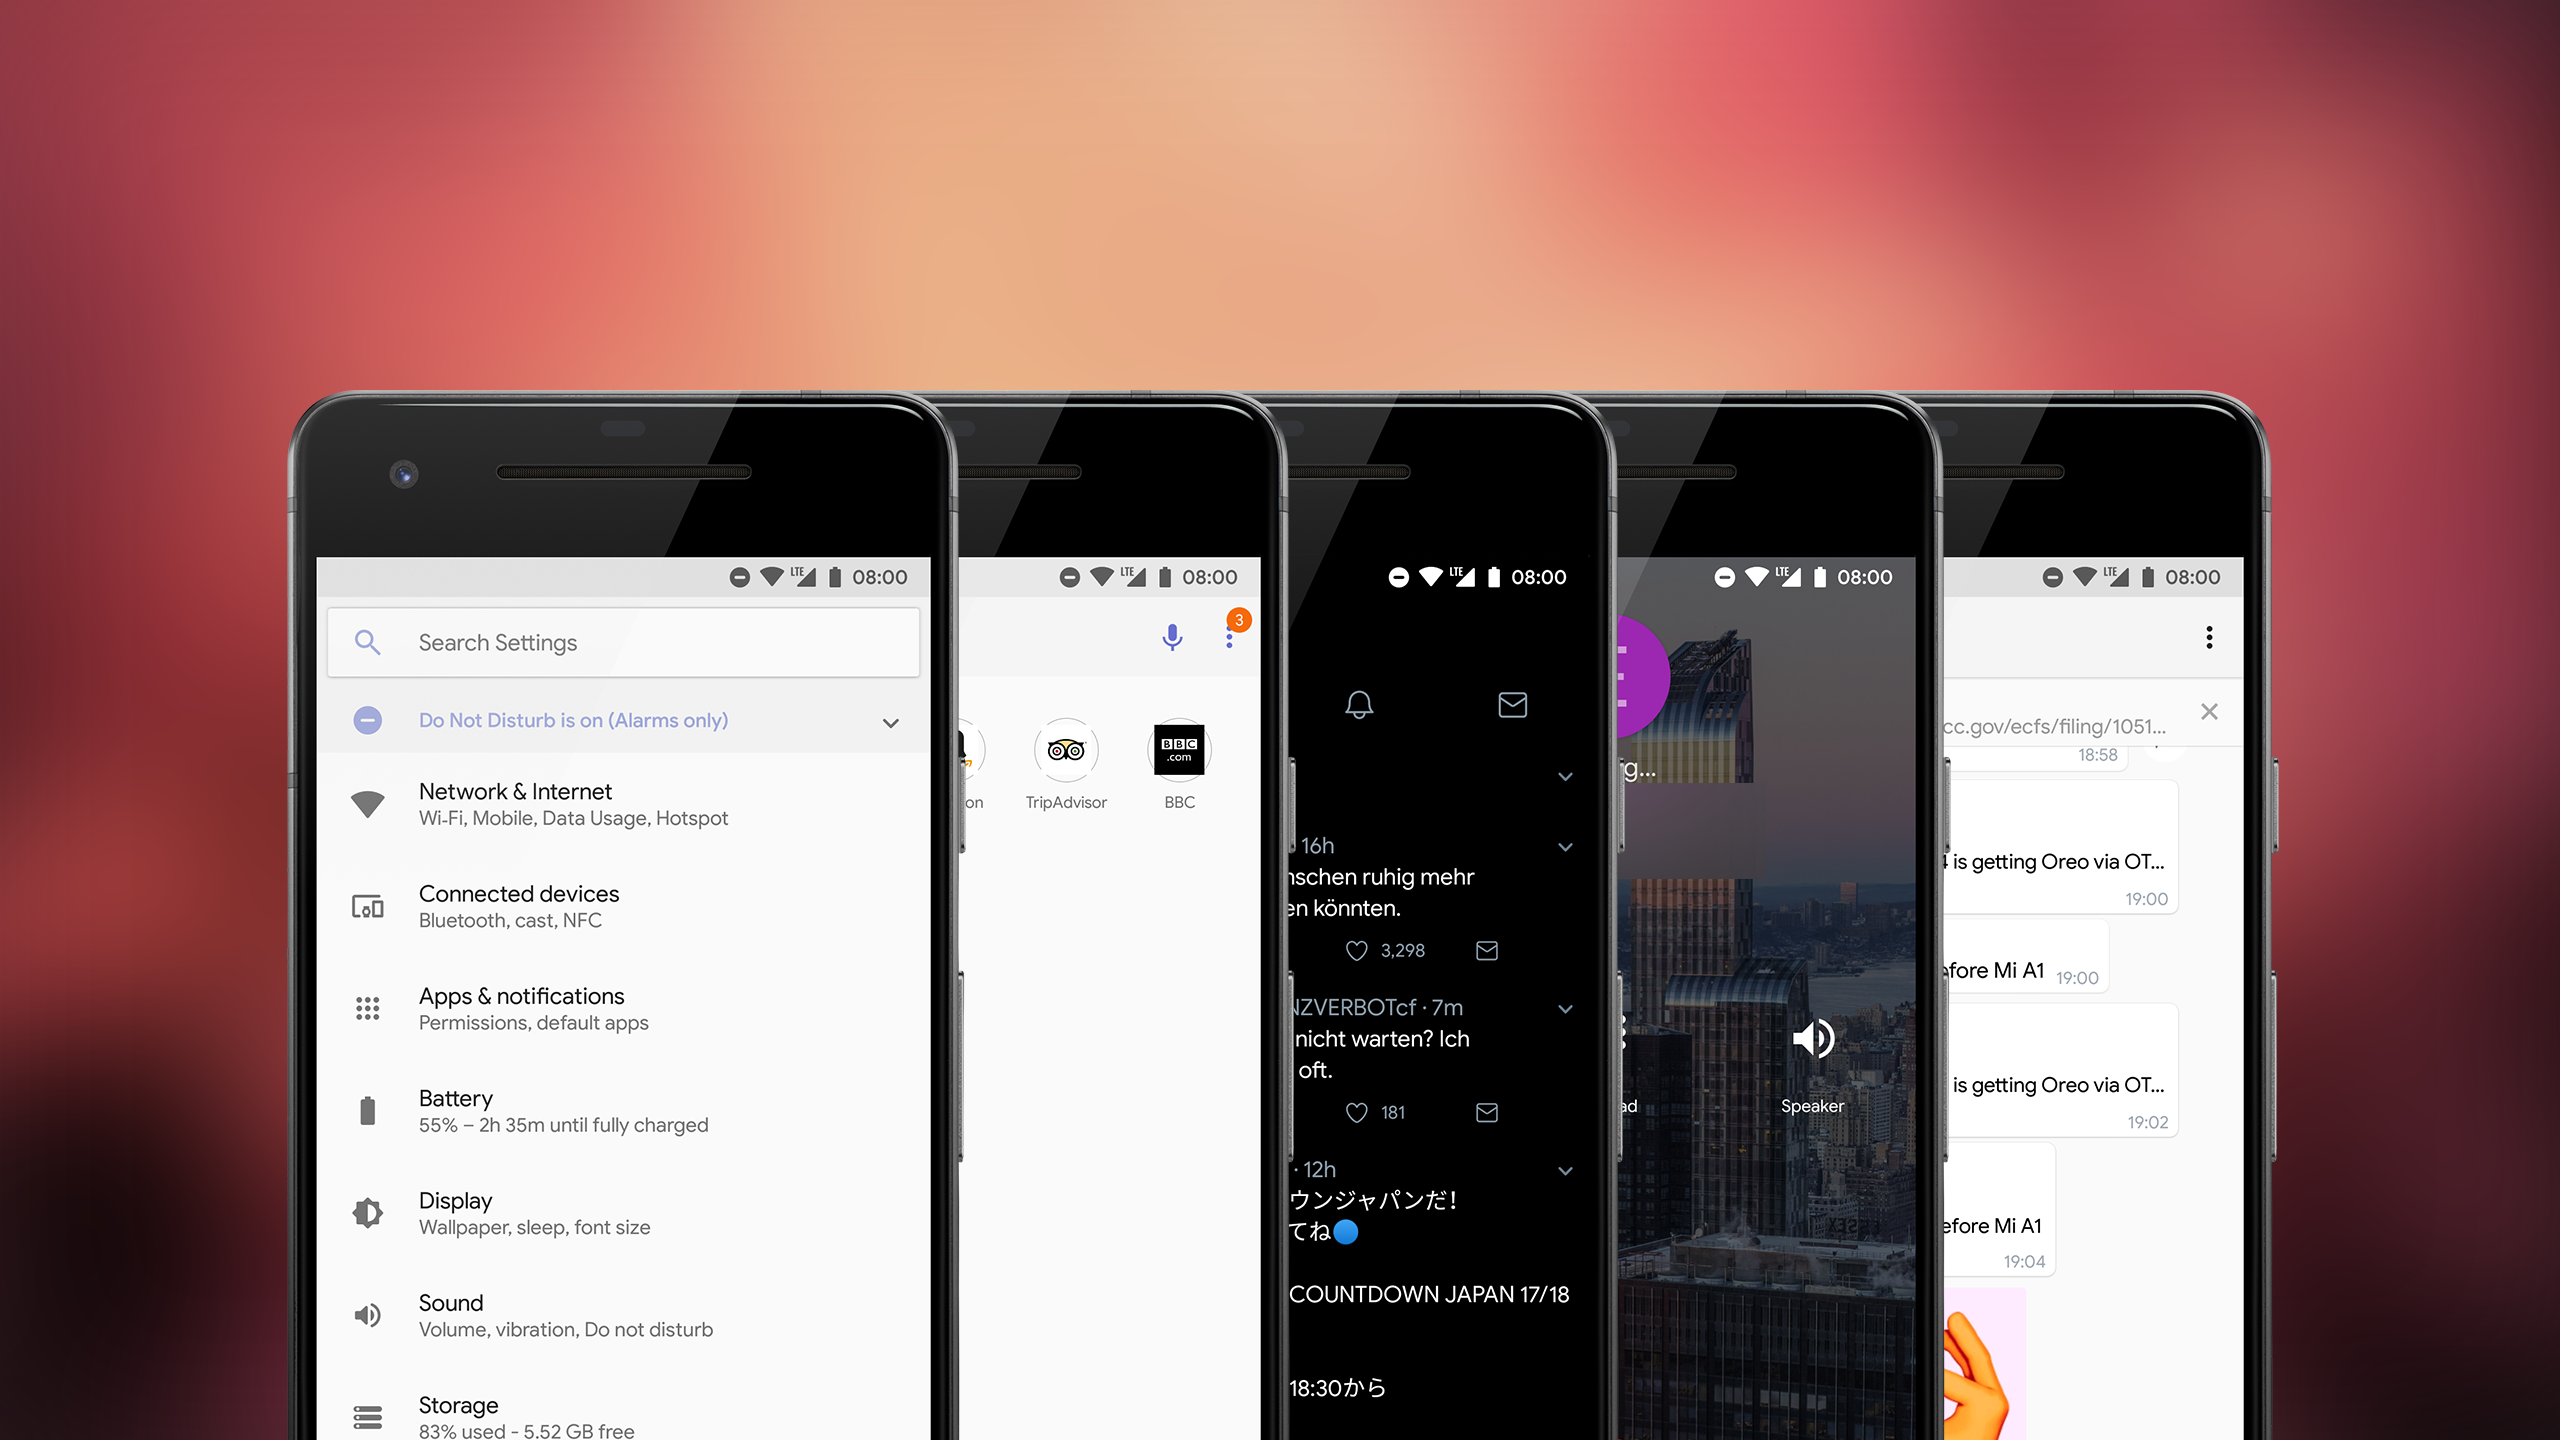 LTE 08:00
Search Settings
Do Not Disturb is on (Alarms only)
Network & Internet
Wi-Fi, Mobile, Data Usage, Hotspot
Connected devices
Bluetooth, cast, NFC
Apps & notifications
Permissions, default apps
Battery
55% – 2h 35m until fully charged
Display
Wallpaper, sleep, font size
Sound
Volume, vibration, Do not disturb
Storage
83% used - 5.52 GB free
LTE 08:00
3
on
TripAdvisor
BBC
.com
BBC
LTE 08:00
· 16h
nschen ruhig mehr
en könnten.
3,298
NZVERBOTcf · 7m
nicht warten? Ich
oft.
181
· 12h
ウンジャパンだ！
てね
COUNTDOWN JAPAN 17/18
18:30から
LTE 08:00
E
g...
ad
Speaker
LTE 08:00
cc.gov/ecfs/filing/1051...
18:58
is getting Oreo via OT...
19:00
efore Mi A1 19:00
is getting Oreo via OT...
19:02
efore Mi A1
19:04